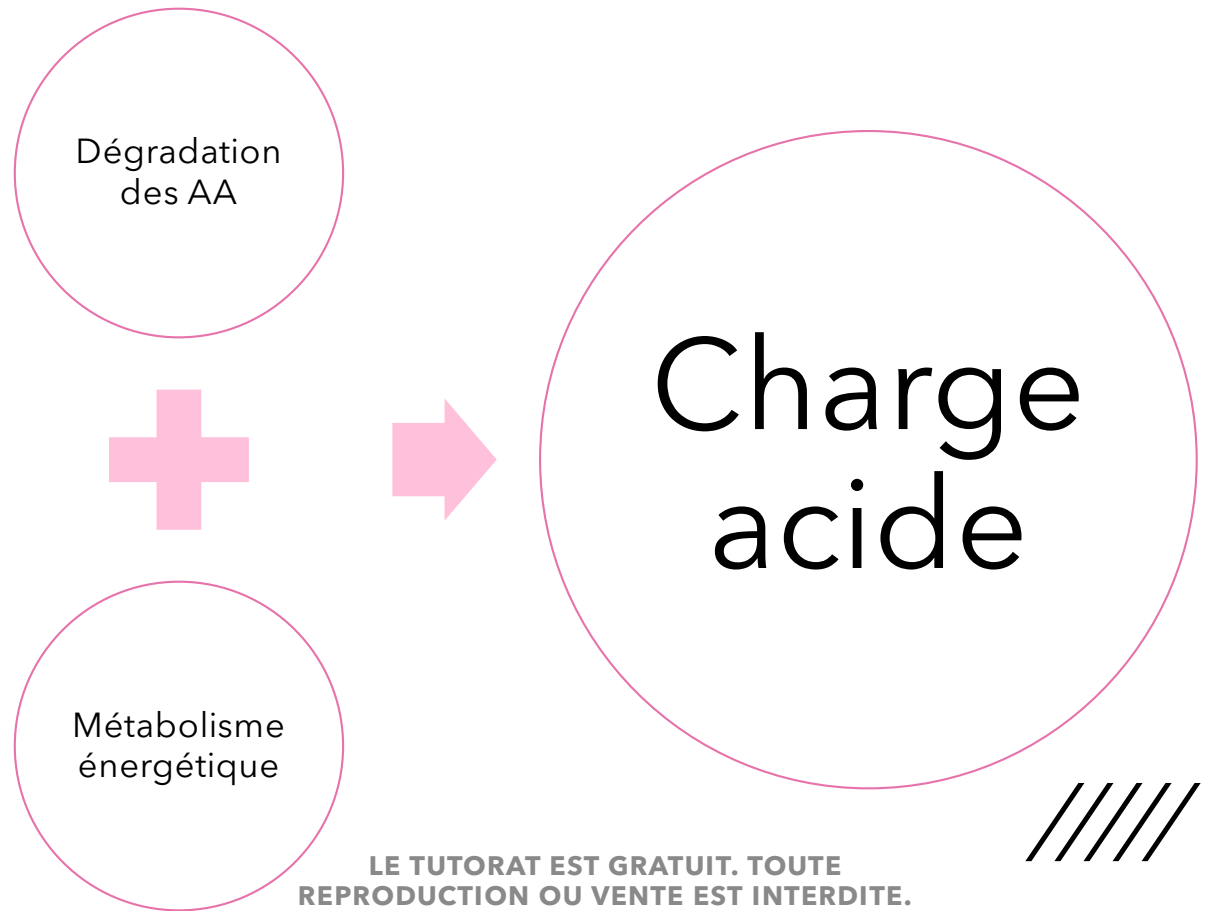 Dégradation
des AA
Métabolisme
énergétique
Charge
acide
LE TUTORAT EST GRATUIT. TOUTE
REPRODUCTION OU VENTE EST INTERDITE.